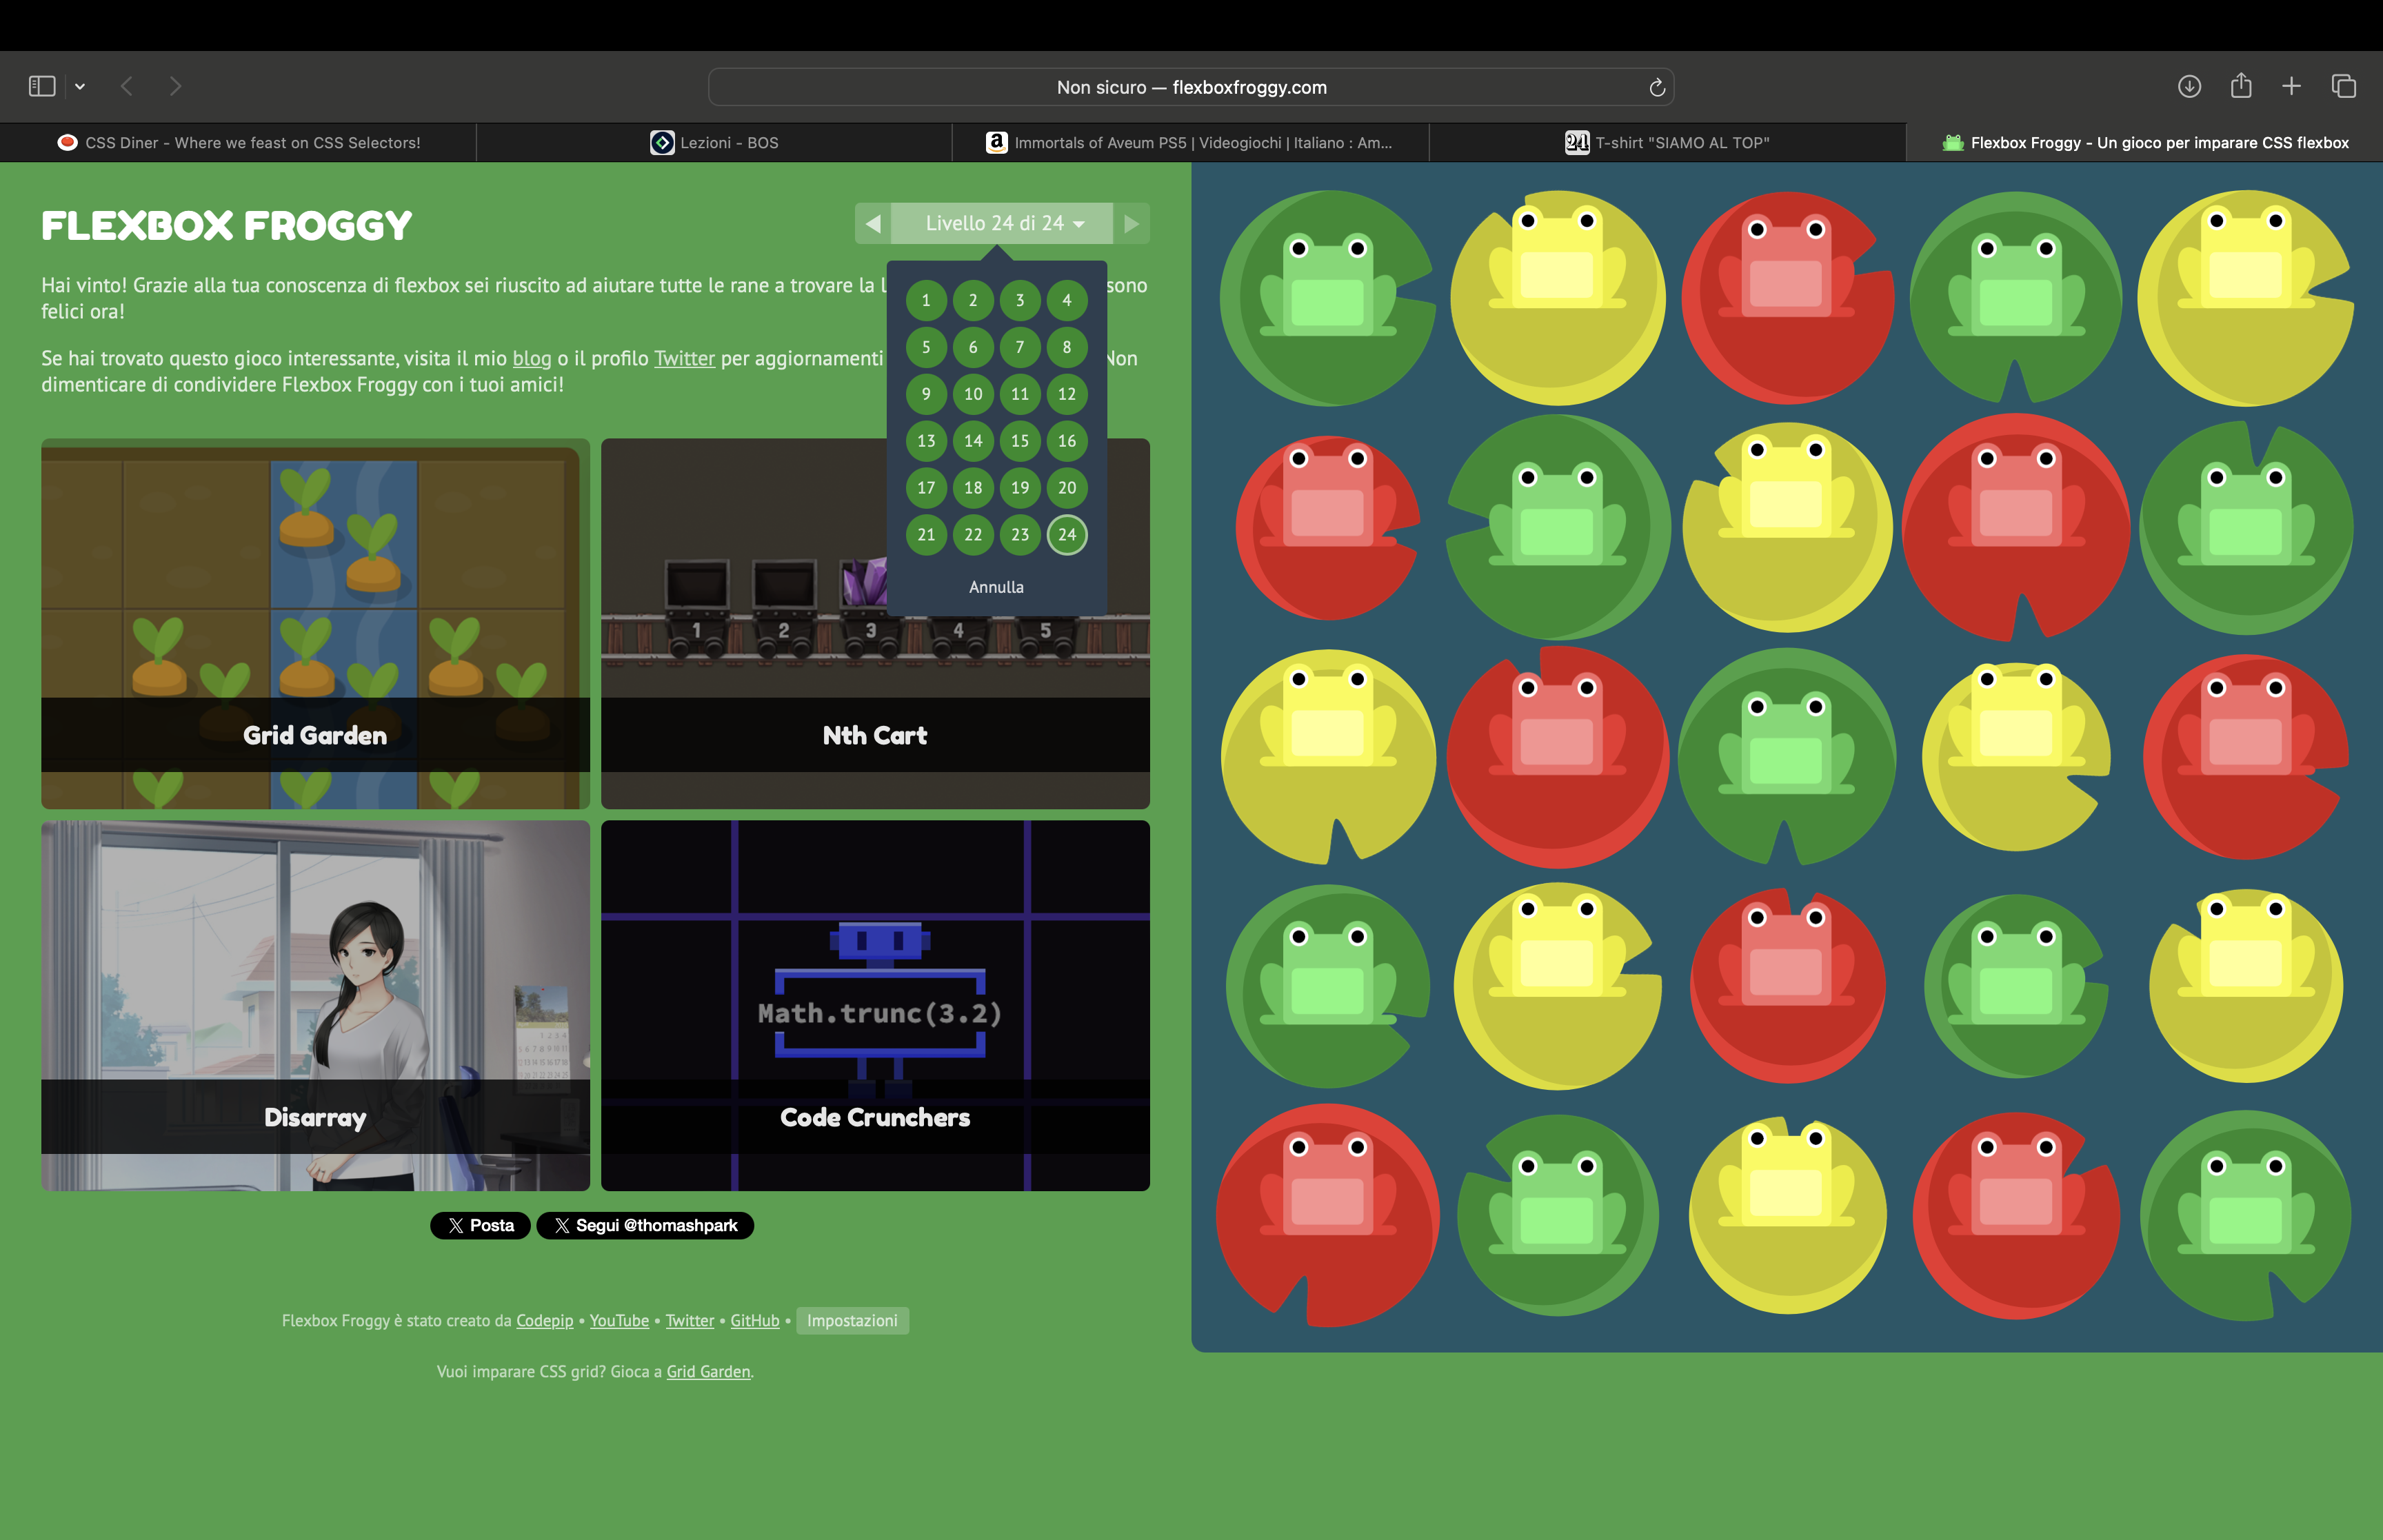 Non sicuro — flexboxfroggy.com
CSS Diner - Where we feast on CSS Selectors!
Lezioni - BOS
Immortals of Aveum PS5 | Videogiochi | Italiano : Am...
T-shirt "SIAMO AL TOP"
Flexbox Froggy - Un gioco per imparare CSS flexbox
FLEXBOX FROGGY
Livello 24 di 24
Hai vinto! Grazie alla tua conoscenza di flexbox sei riuscito ad aiutare tutte le rane a trovare la l sono
felici ora!
Se hai trovato questo gioco interessante, visita il mio blog o il profilo Twitter per aggiornamenti Non
dimenticare di condividere Flexbox Froggy con i tuoi amici!
1 2 3 4
5 6 7 8
9 10 11 12
13 14 15 16
17 18 19 20
21 22 23 24
Annulla
1 2 3 4 5
Grid Garden
Nth Cart
Math.trunc(3.2)
Disarray
Code Crunchers
Posta
Segui @thomashpark
Flexbox Froggy è stato creato da Codepip • YouTube • Twitter • GitHub • Impostazioni
Vuoi imparare CSS grid? Gioca a Grid Garden.